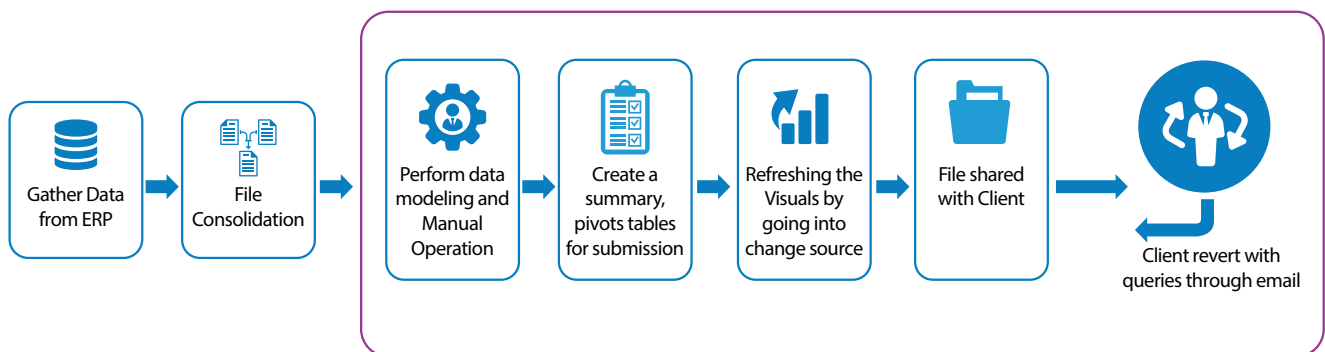 Gather Data
from ERP
File
Consolidation
Perform data
modeling and
Manual
Operation
Create a
summary,
pivots tables
for submission
Refreshing the
Visuals by
going into
change source
File shared
with Client
Client revert with
queries through email